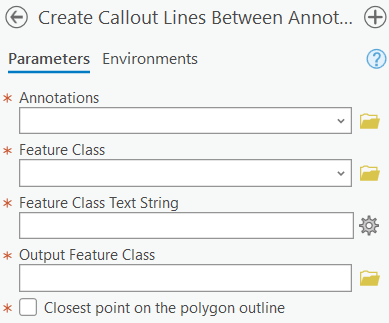 Create Callout Lines Between Annot...
Parameters Environments
* Annotations
* Feature Class
* Feature Class Text String
* Output Feature Class
* Closest point on the polygon outline